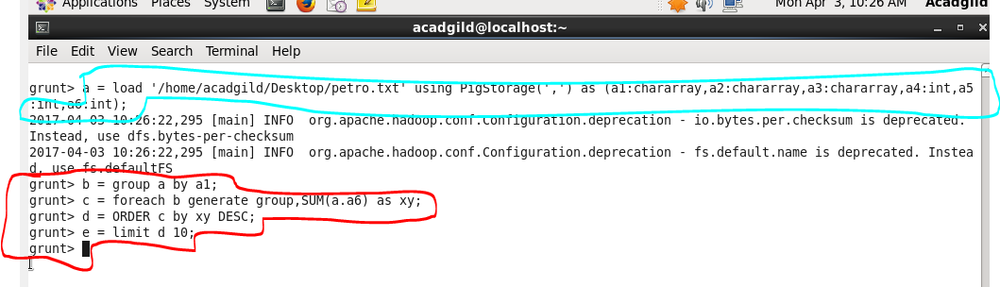 Applications Places System Mon Apr 3, 10:26 AM Acadgild
acadgild@localhost:~
File Edit View Search Terminal Help
grunt> a = load '/home/acadgild/Desktop/petro.txt' using PigStorage(',') as (a1:chararray,a2:chararray,a3:chararray,a4:int,a5
:int,a6:int);
2017-04-03 10:26:22,295 [main] INFO  org.apache.hadoop.conf.Configuration.deprecation - io.bytes.per.checksum is deprecated.
Instead, use dfs.bytes-per-checksum
2017-04-03 10:26:22,295 [main] INFO  org.apache.hadoop.conf.Configuration.deprecation - fs.default.name is deprecated. Instea
d, use fs.defaultFS
grunt> b = group a by a1;
grunt> c = foreach b generate group,SUM(a.a6) as xy;
grunt> d = ORDER c by xy DESC;
grunt> e = limit d 10;
grunt>